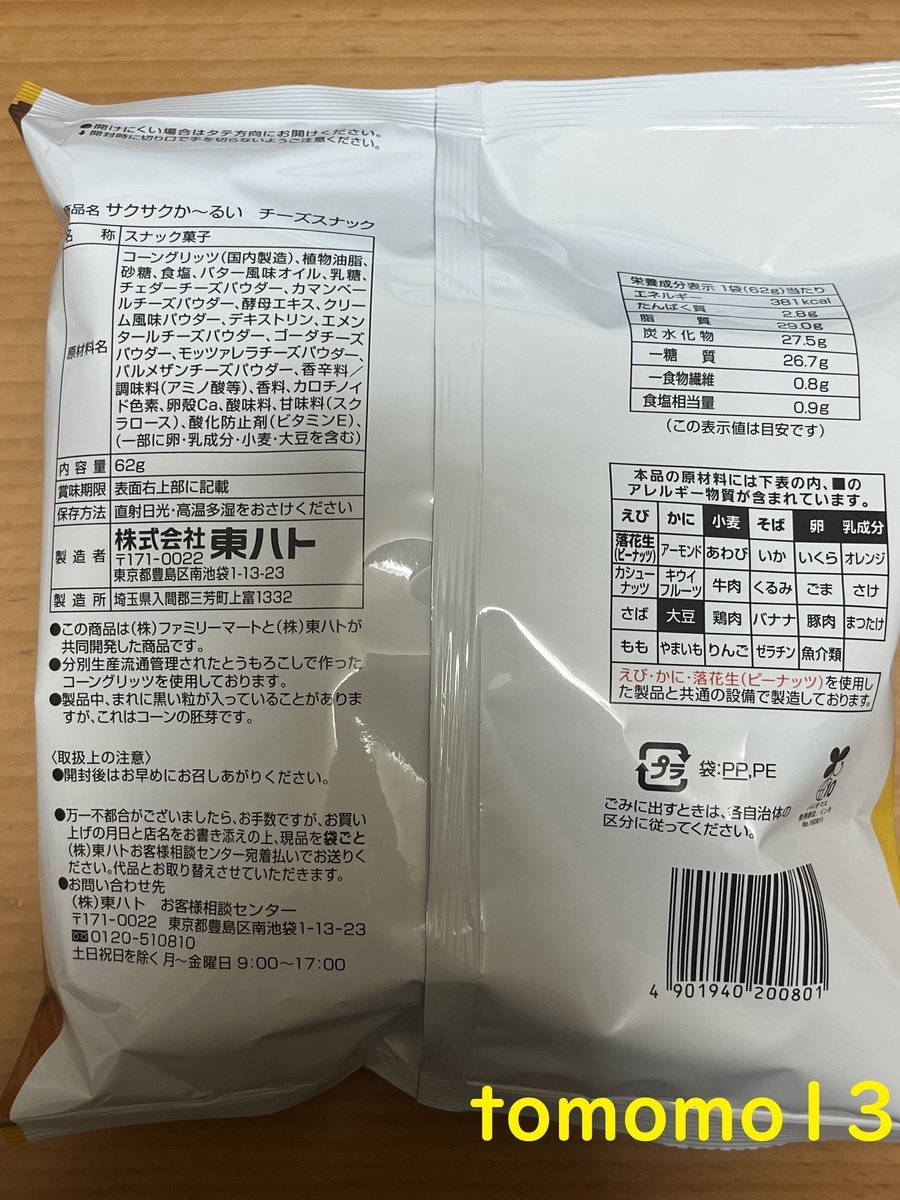 ●開けにくい場合はタテ方向にお開けください。
開封時に切り口で手を切らないようご注意ください。
商品名 サクサクか〜るい チーズスナック
名 称 スナック菓子
原材料名
コーングリッツ(国内製造)、植物油脂、
砂糖、食塩、バター風味オイル、乳糖、
チェダーチーズパウダー、カマンベー
ルチーズパウダー、酵母エキス、クリー
ム風味パウダー、デキストリン、エメン
タールチーズパウダー、ゴーダチーズ
パウダー、モッツァレラチーズパウダー、
パルメザンチーズパウダー、香辛料／
調味料(アミノ酸等)、香料、カロチノイ
ド色素、卵殻Ca、酸味料、甘味料(スク
ラロース)、酸化防止剤(ビタミンE)、
(一部に卵・乳成分・小麦・大豆を含む)
内容量 62g
賞味期限 表面右上部に記載
保存方法 直射日光・高温多湿をおさけください
製造者 株式会社 東ハト
〒171-0022
東京都豊島区南池袋1-13-23
製造所 埼玉県入間郡三芳町上富1332
●この商品は(株)ファミリーマートと(株)東ハトが
共同開発した商品です。
●分別生産流通管理されたとうもろこしで作った
コーングリッツを使用しております。
●製品中、まれに黒い粒が入っていることがありま
すが、これはコーンの胚芽です。
〈取扱上の注意〉
●開封後はお早めにお召しあがりください。
●万一不都合がございましたら、お手数ですが、お買い
上げの月日と店名をお書き添えの上、現品を袋ごと
(株)東ハトお客様相談センター宛着払いでお送りく
ださい。代品とお取り替えさせていただきます。
●お問い合わせ先
(株)東ハト お客様相談センター
〒171-0022 東京都豊島区南池袋1-13-23
0120-510810
土日祝日を除く月〜金曜日 9:00〜17:00
栄養成分表示 1袋(62g)当たり
エネルギー 381kcal
たんぱく質 2.8g
脂 質 29.0g
炭水化物 27.5g
－糖 質 26.7g
－食物繊維 0.8g
食塩相当量 0.9g
(この表示値は目安です)
本品の原材料には下表の内、■の
アレルギー物質が含まれています。
えび かに 小麦 そば 卵 乳成分
落花生(ピーナッツ) アーモンド あわび いか いくら オレンジ
カシューナッツ キウイフルーツ 牛肉 くるみ ごま さけ
さば 大豆 鶏肉 バナナ 豚肉 まつたけ
もも やまいも りんご ゼラチン 魚介類
えび・かに・落花生(ピーナッツ)を使用し
た製品と共通の設備で製造しております。
プラ 袋:PP,PE
ごみに出すときは、各自治体の
区分に従ってください。
バイオマス
No.160011
4 901940 200801
tomomo13